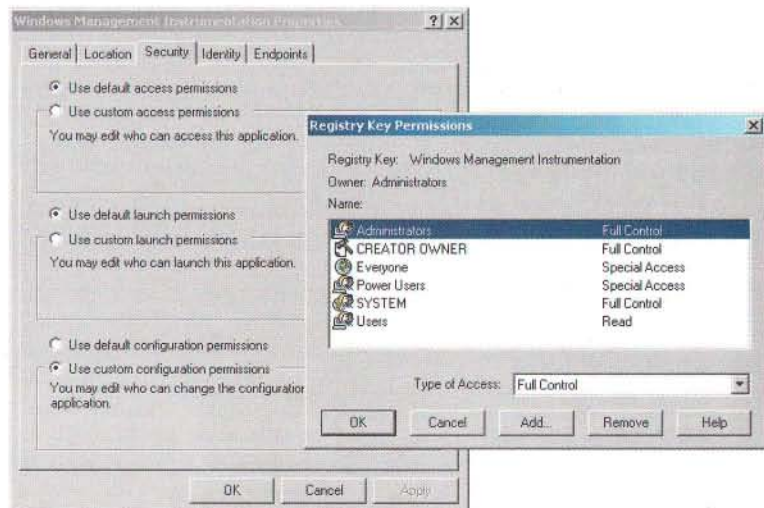 Windows Management Instrumentation Properties
General Location Security Identity Endpoints
Use default access permissions
Use custom access permissions
You may edit who can access this application.
Use default launch permissions
Use custom launch permissions
You may edit who can launch this application.
Use default configuration permissions
Use custom configuration permissions
You may edit who can change the configuration
application.
OK Cancel Apply
Registry Key Permissions
Registry Key: Windows Management Instrumentation
Owner: Administrators
Name:
Administrators Full Control
CREATOR OWNER Full Control
Everyone Special Access
Power Users Special Access
SYSTEM Full Control
Users Read
Type of Access: Full Control
OK Cancel Add... Remove Help